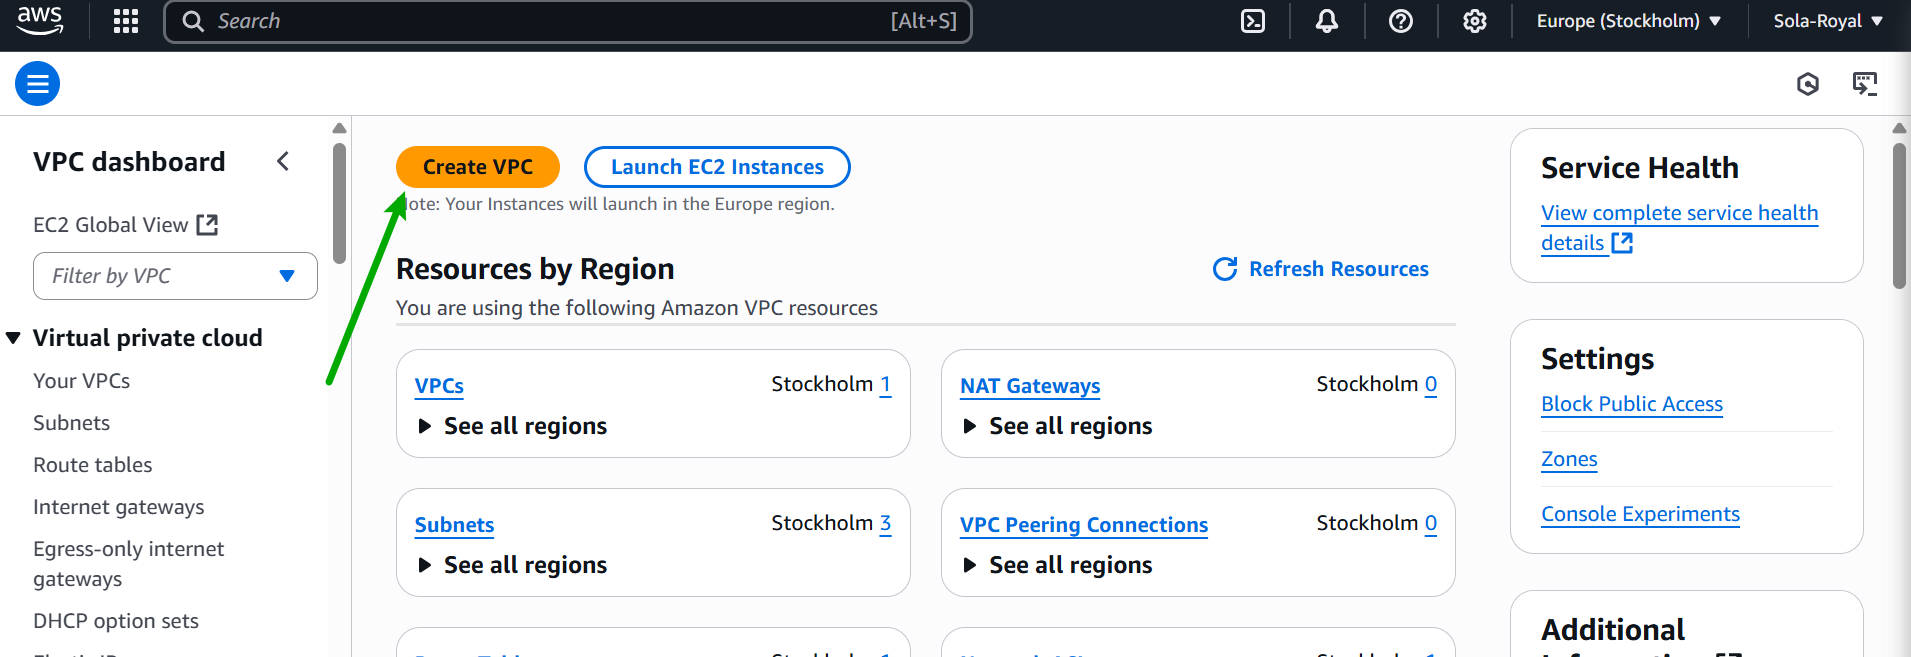 aws
Search [Alt+S]
Europe (Stockholm)
Sola-Royal
VPC dashboard
EC2 Global View
Filter by VPC
Virtual private cloud
Your VPCs
Subnets
Route tables
Internet gateways
Egress-only internet
gateways
DHCP option sets
Create VPC
Launch EC2 Instances
ote: Your Instances will launch in the Europe region.
Resources by Region
Refresh Resources
You are using the following Amazon VPC resources
VPCs
Stockholm 1
See all regions
NAT Gateways
Stockholm 0
See all regions
Subnets
Stockholm 3
See all regions
VPC Peering Connections
Stockholm 0
See all regions
Service Health
View complete service health
details
Settings
Block Public Access
Zones
Console Experiments
Additional